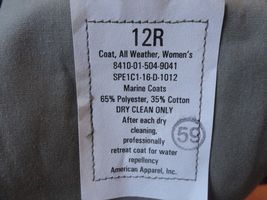 12R
Coat, All Weather, Women's
8410-01-504-9041
SPE1C1-16-D-1012
Marine Coats
65% Polyester, 35% Cotton
DRY CLEAN ONLY
After each dry
cleaning,
professionally
retreat coat for water
repellency
American Apparel, Inc.
59